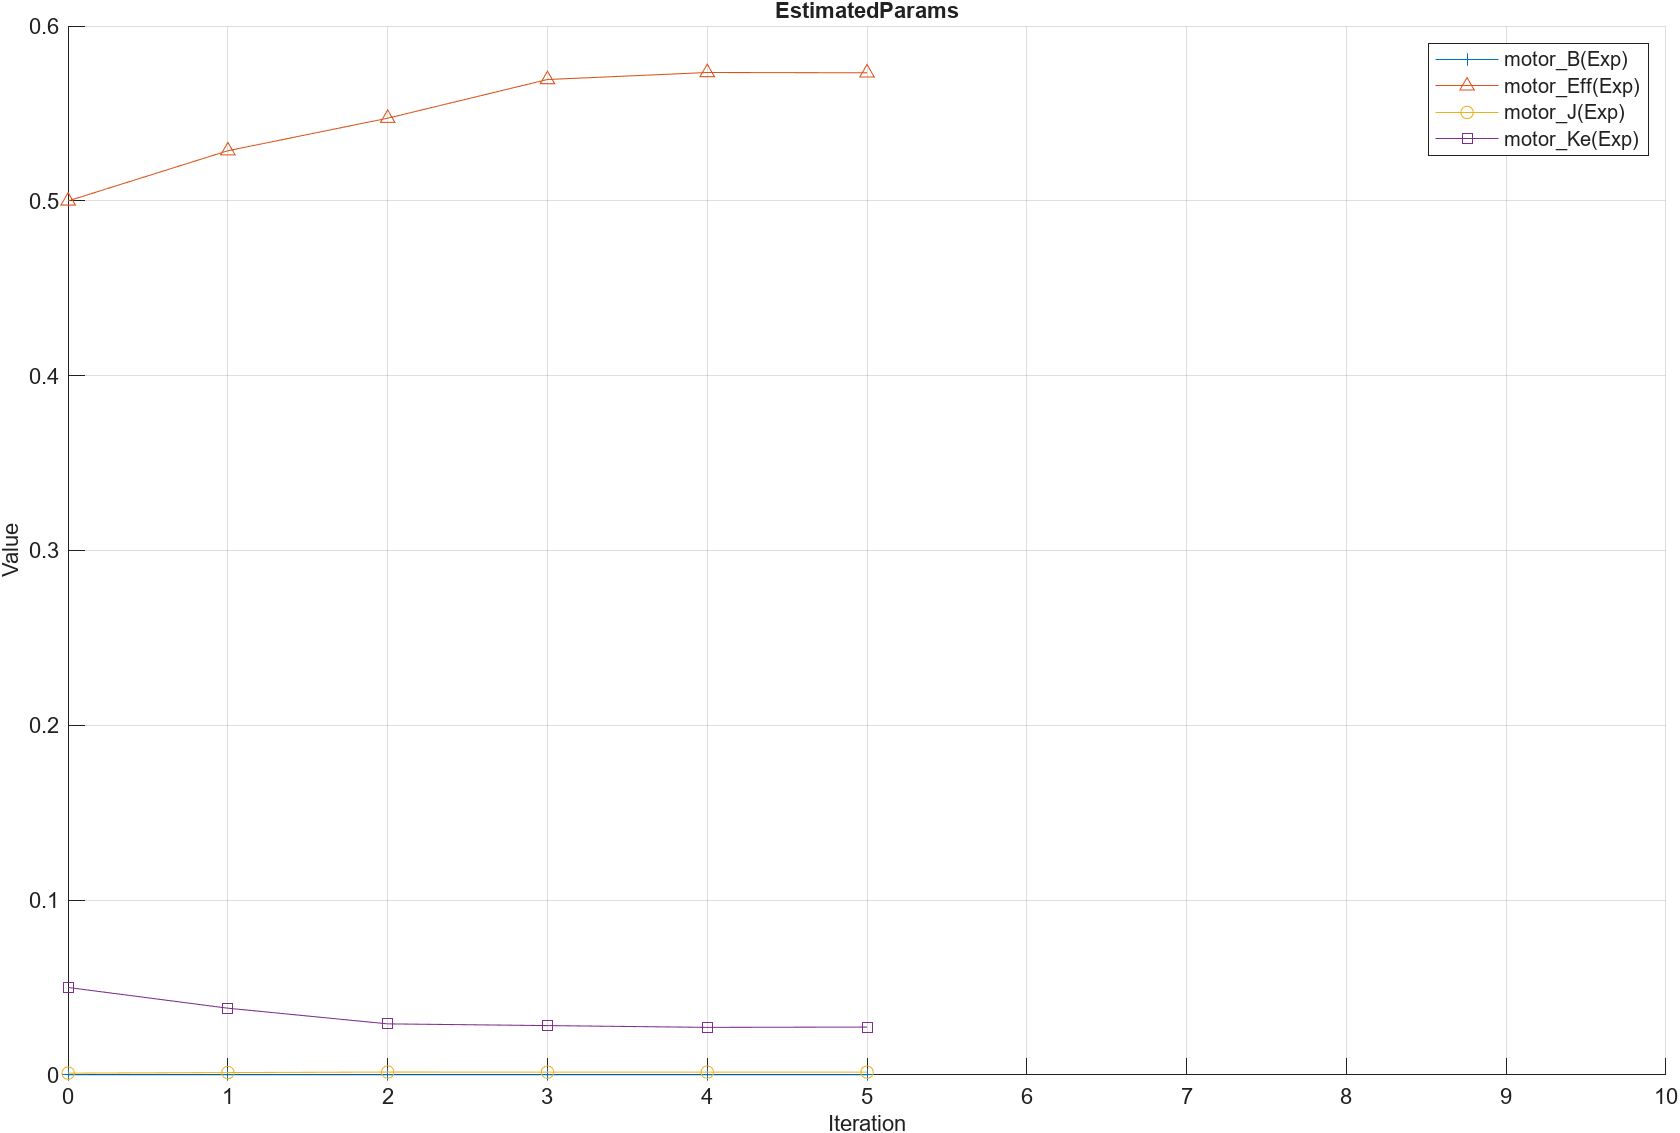 EstimatedParams
0.6
0.5
0.4
0.3
0.2
0.1
0
Value
motor_B(Exp)
motor_Eff(Exp)
motor_J(Exp)
motor_Ke(Exp)
0 1 2 3 4 5 6 7 8 9 10
Iteration